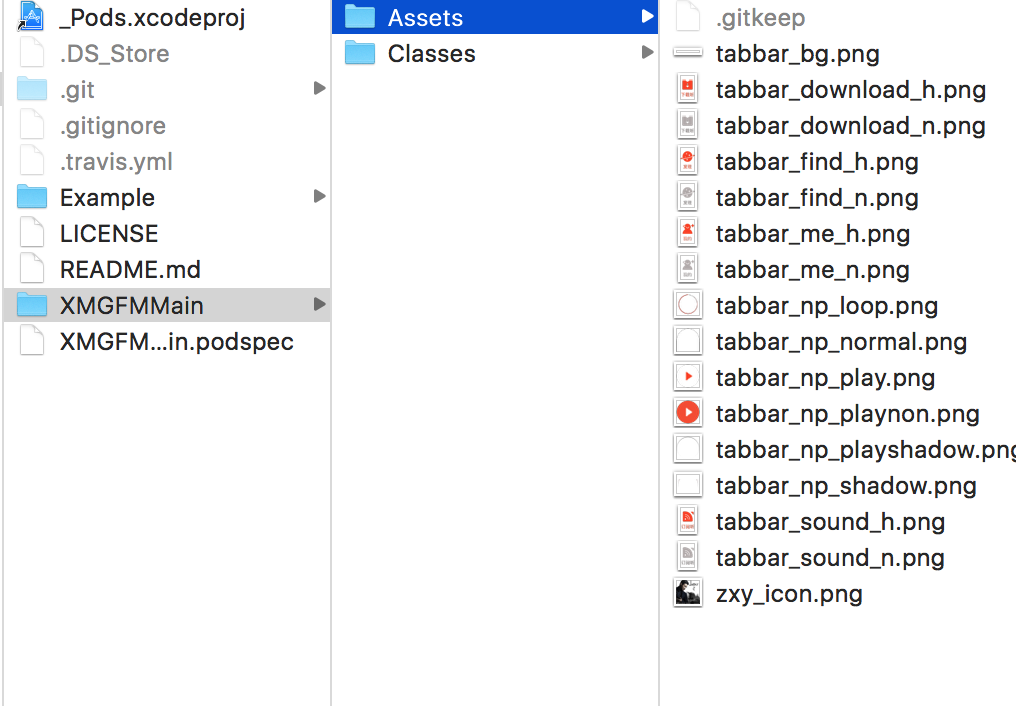 _Pods.xcodeproj
.DS_Store
.git
.gitignore
.travis.yml
Example
LICENSE
README.md
XMGFMMain
XMGFM...in.podspec
Assets
Classes
.gitkeep
tabbar_bg.png
tabbar_download_h.png
tabbar_download_n.png
tabbar_find_h.png
tabbar_find_n.png
tabbar_me_h.png
tabbar_me_n.png
tabbar_np_loop.png
tabbar_np_normal.png
tabbar_np_play.png
tabbar_np_playnon.png
tabbar_np_playshadow.png
tabbar_np_shadow.png
tabbar_sound_h.png
tabbar_sound_n.png
zxy_icon.png